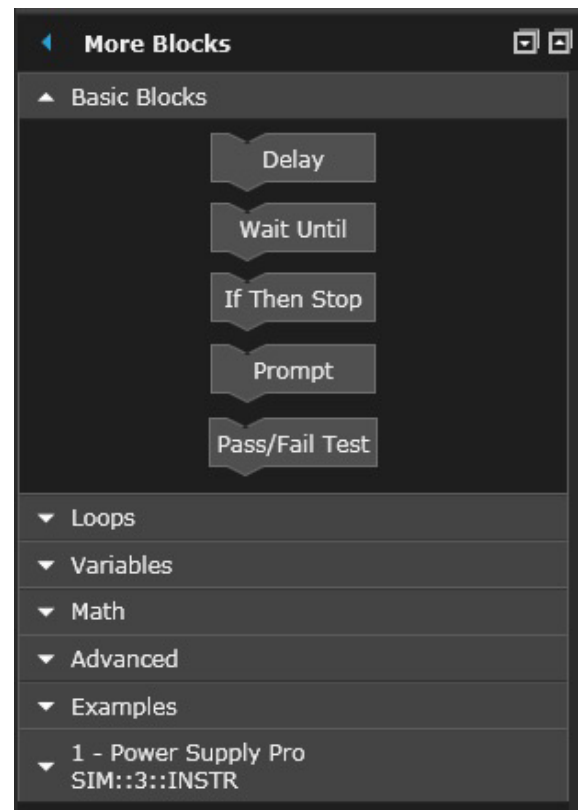 More Blocks
Basic Blocks
Delay
Wait Until
If Then Stop
Prompt
Pass/Fail Test
Loops
Variables
Math
Advanced
Examples
1 - Power Supply Pro
SIM::3::INSTR